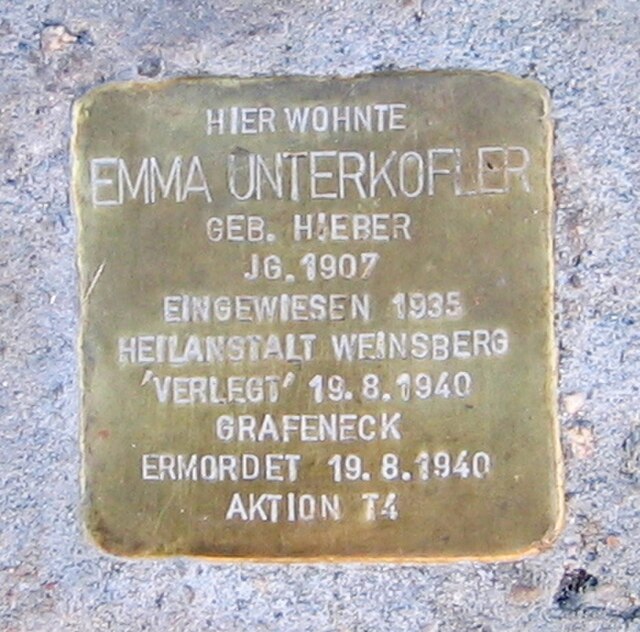 HIER WOHNTE
EMMA UNTERKOFLER
GEB. HIEBER
JG. 1907
EINGEWIESEN 1935
HEILANSTALT WEINSBERG
'VERLEGT' 19.8.1940
GRAFENECK
ERMORDET 19.8.1940
AKTION T4